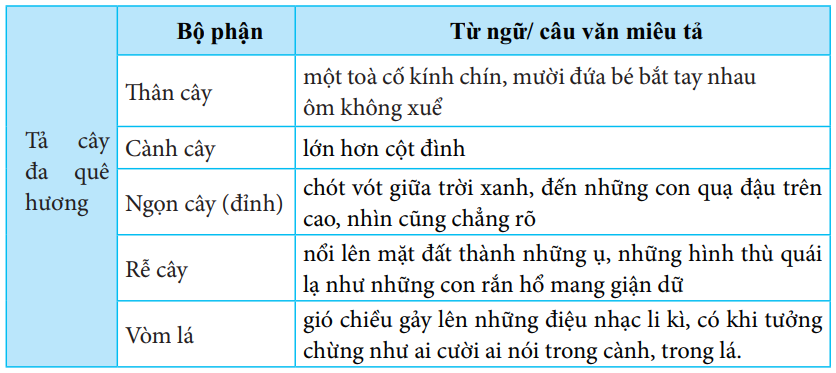 Bộ phận
Từ ngữ/ câu văn miêu tả
Tả cây
đa quê
hương
Thân cây
một toà cố kính chín, mười đứa bé bắt tay nhau
ôm không xuể
Cành cây
lớn hơn cột đình
Ngọn cây (đỉnh)
chót vót giữa trời xanh, đến những con quạ đậu trên
cao, nhìn cũng chẳng rõ
Rễ cây
nổi lên mặt đất thành những ụ, những hình thù quái
lạ như những con rắn hổ mang giận dữ
Vòm lá
gió chiều gảy lên những điệu nhạc li kì, có khi tưởng
chừng như ai cười ai nói trong cành, trong lá.